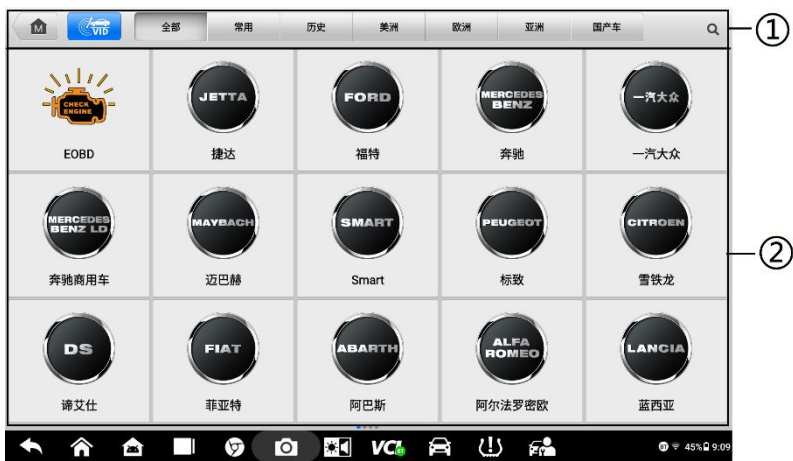 M
VID
全部
常用
历史
美洲
欧洲
亚洲
国产车
①
CHECK
ENGINE
JETTA
FORD
MERCEDES
BENZ
一汽大众
EOBD
捷达
福特
奔驰
一汽大众
MERCEDES
BENZ LD
MAYBACH
SMART
PEUGEOT
CITROEN
②
奔驰商用车
迈巴赫
Smart
标致
雪铁龙
DS
FIAT
ABARTH
ALFA
ROMEO
LANCIA
谛艾仕
菲亚特
阿巴斯
阿尔法罗密欧
蓝西亚
VCI
45%
9:09